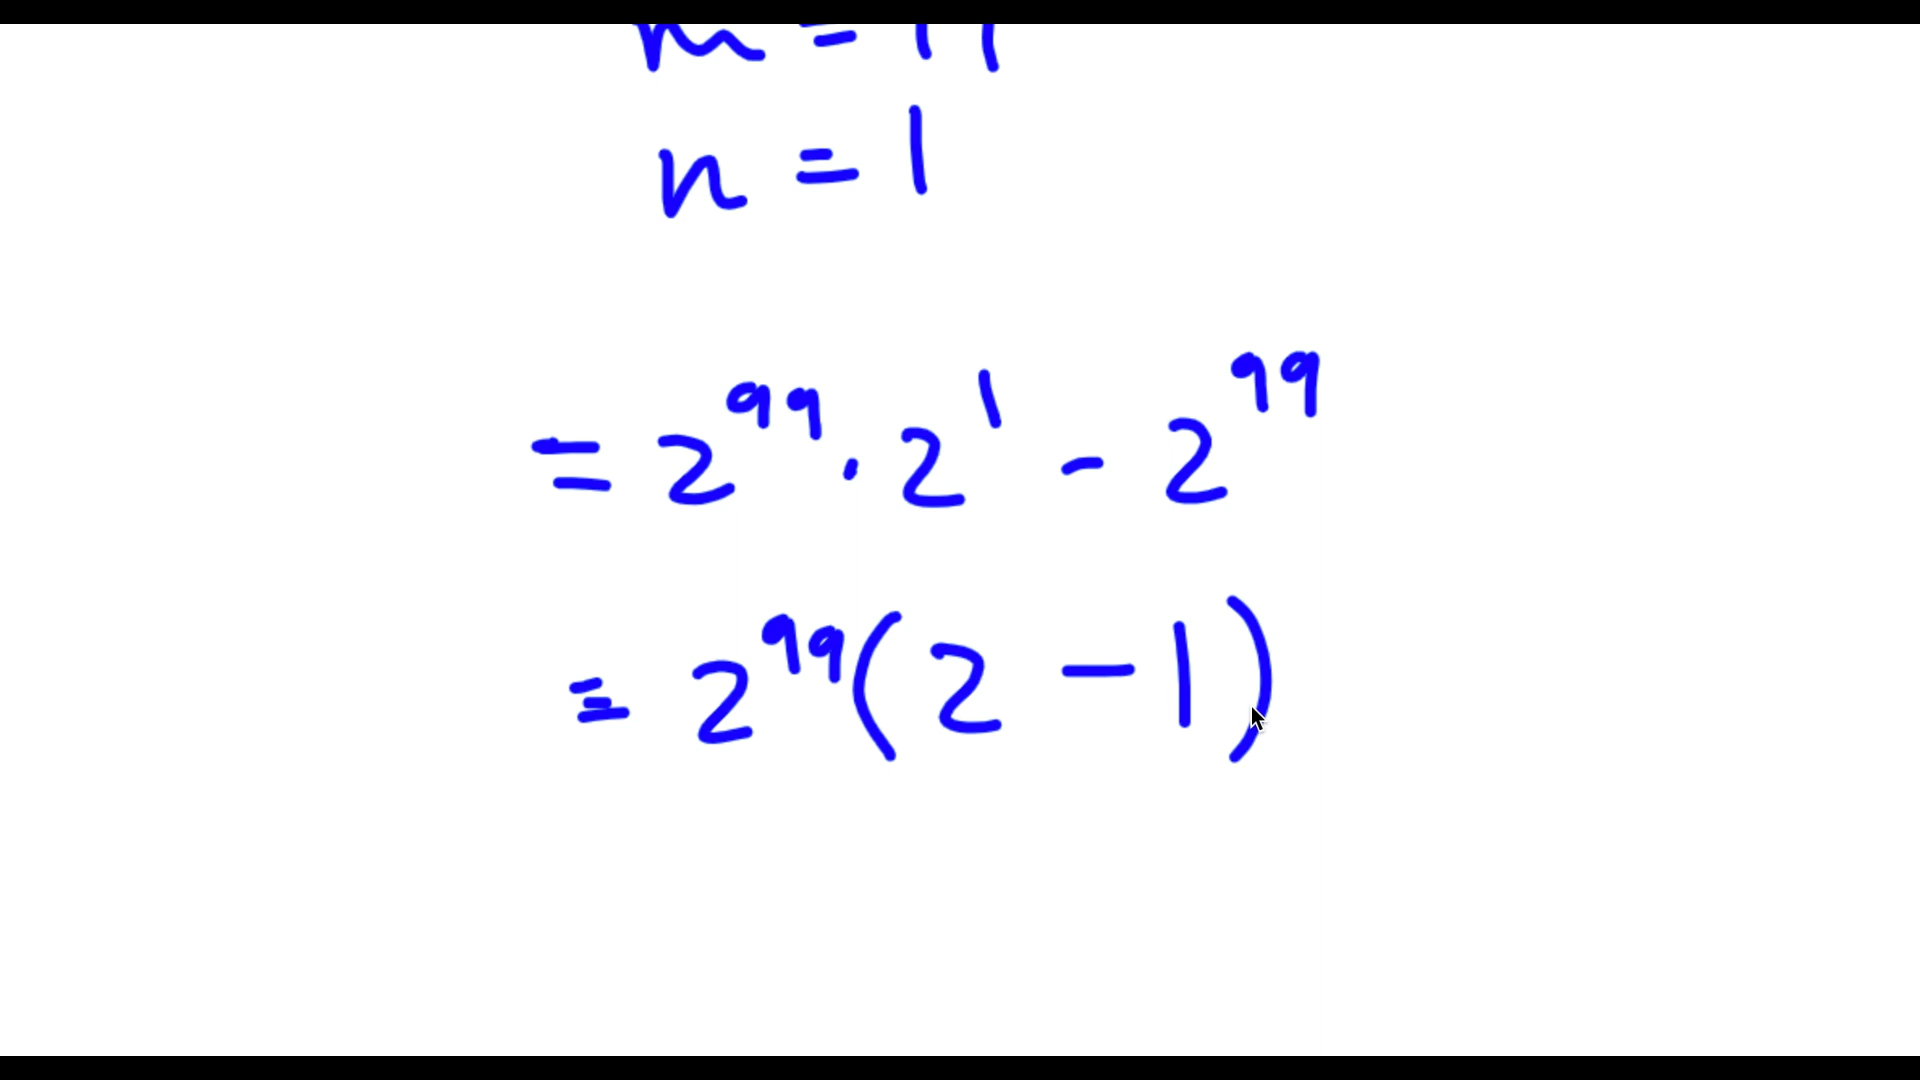 n = 1
= 2^99 · 2^1 - 2^99
= 2^99 (2 - 1)